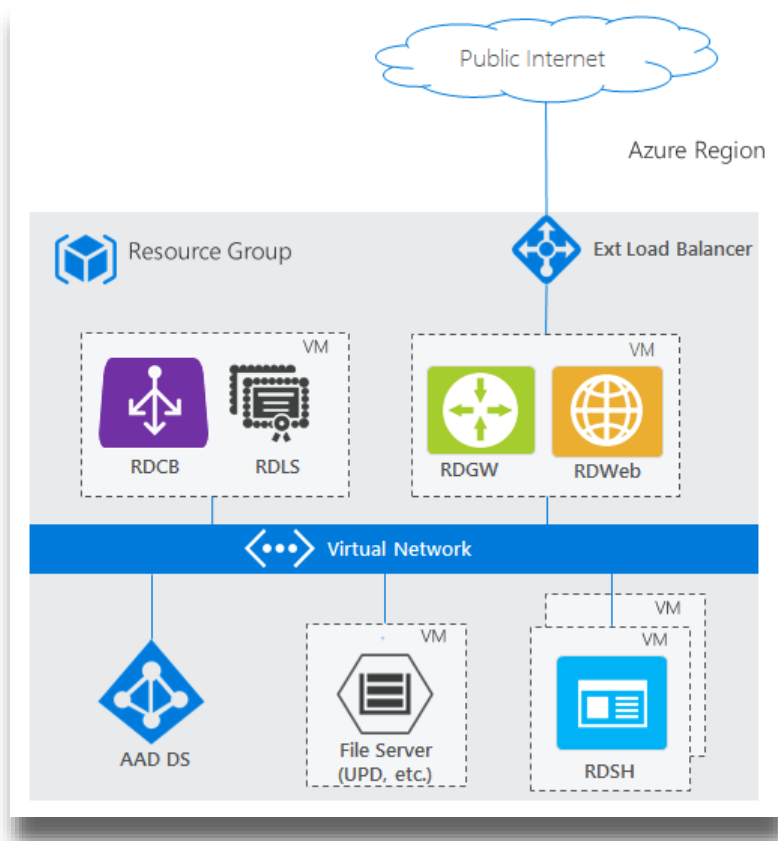 Public Internet
Azure Region
Resource Group
Ext Load Balancer
VM
VM
RDCB
RDLS
RDGW
RDWeb
Virtual Network
VM
VM
VM
AAD DS
File Server
(UPD, etc.)
RDSH